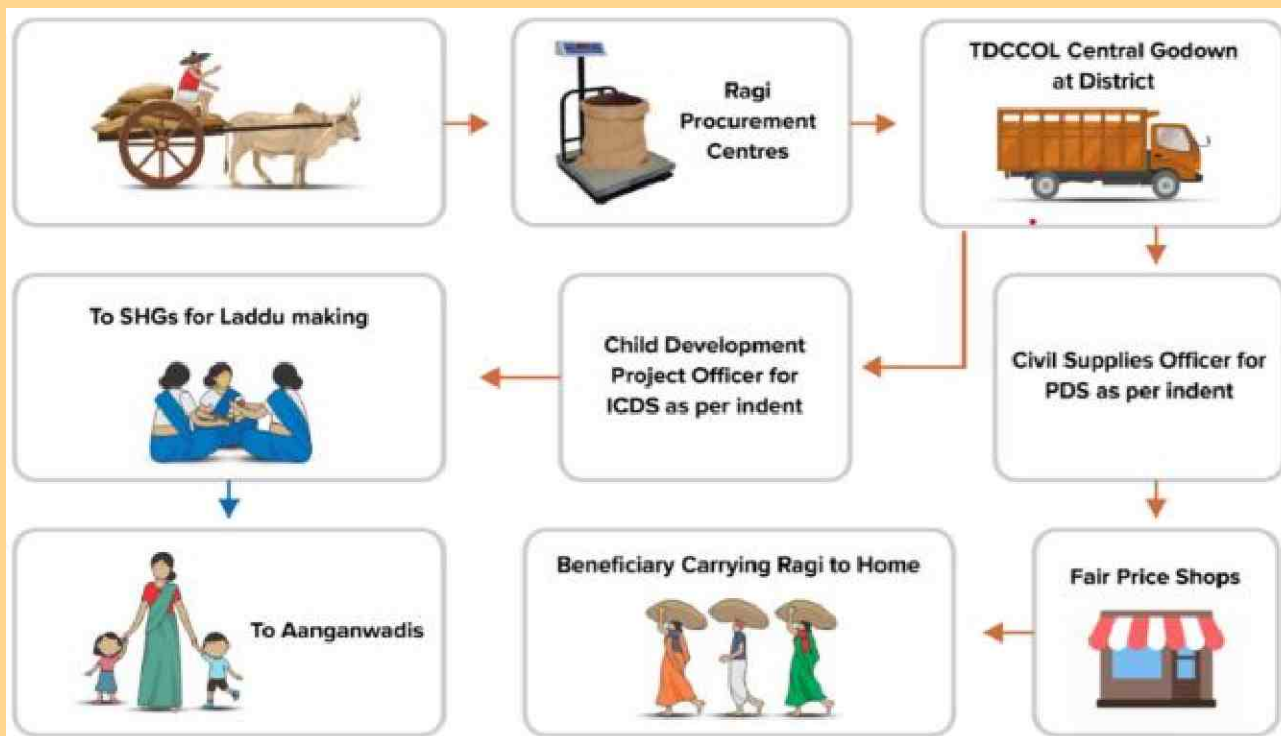 Ragi
Procurement
Centres
TDCCOL Central Godown
at District
To SHGs for Laddu making
Child Development
Project Officer for
ICDS as per indent
Civil Supplies Officer for
PDS as per indent
To Aanganwadis
Beneficiary Carrying Ragi to Home
Fair Price Shops